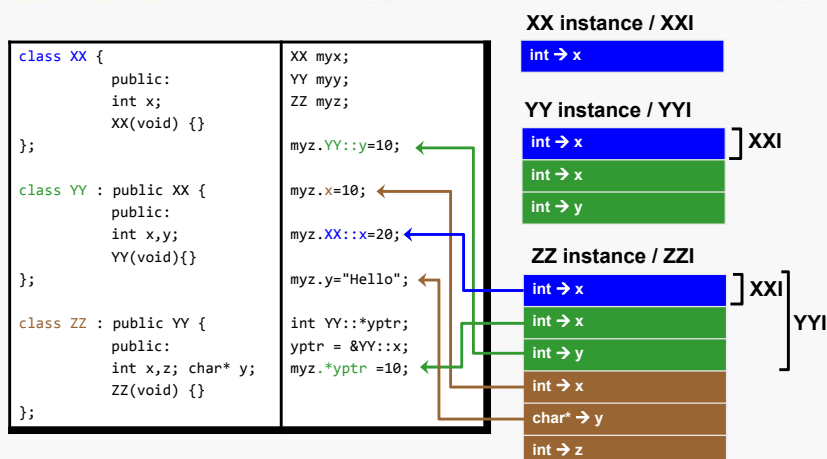 class XX {
public:
int x;
XX(void) {}
};
class YY : public XX {
public:
int x,y;
YY(void){}
};
class ZZ : public YY {
public:
int x,z; char* y;
ZZ(void) {}
};
XX myx;
YY myy;
ZZ myz;
myz.YY::y=10;
myz.x=10;
myz.XX::x=20;
myz.y="Hello";
int YY::*yptr;
yptr = &YY::x;
myz.*yptr =10;
XX instance / XXI
int → x
YY instance / YYI
int → x
XXI
int → x
int → y
ZZ instance / ZZI
int → x
XXI
int → x
YYI
int → y
int → x
char* → y
int → z